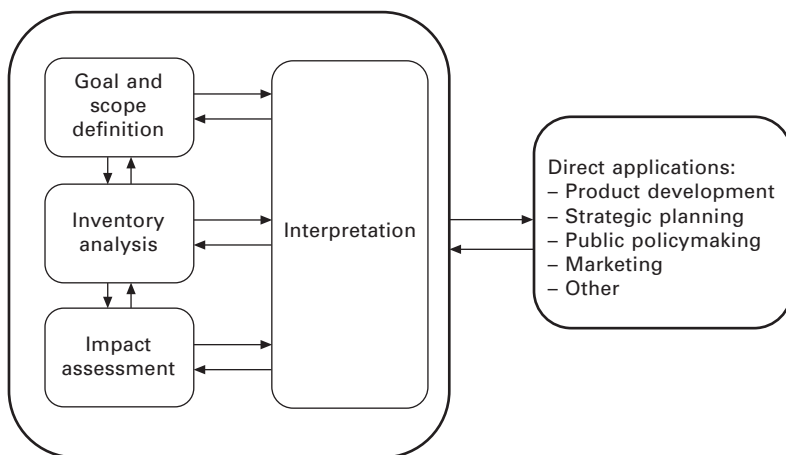 Goal and
scope
definition
Inventory
analysis
Impact
assessment
Interpretation
Direct applications:
– Product development
– Strategic planning
– Public policymaking
– Marketing
– Other